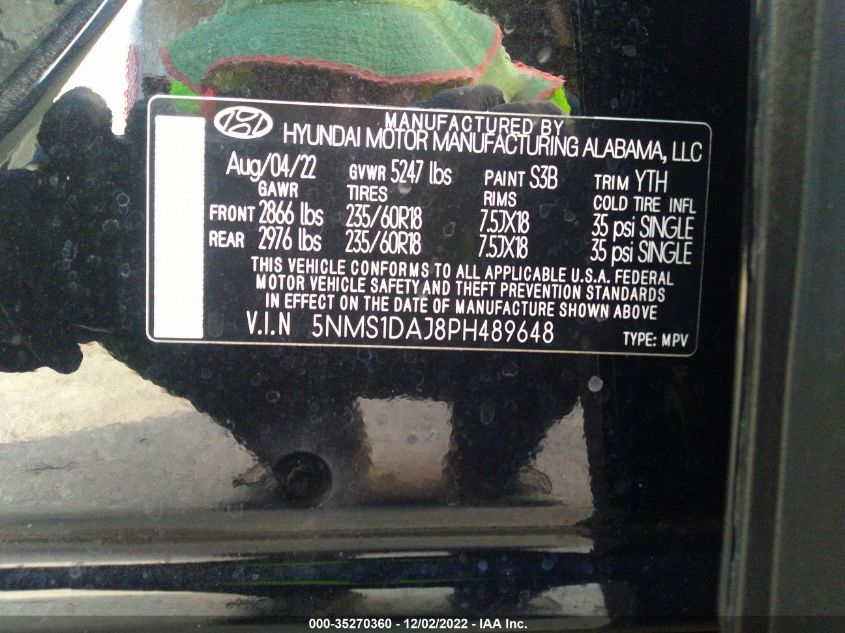 MANUFACTURED BY
HYUNDAI MOTOR MANUFACTURING ALABAMA, LLC
Aug/04/22 GVWR 5247 lbs PAINT S3B TRIM YTH
GAWR TIRES RIMS COLD TIRE INFL
FRONT 2866 lbs 235/60R18 7.5JX18 35 psi SINGLE
REAR 2976 lbs 235/60R18 7.5JX18 35 psi SINGLE
THIS VEHICLE CONFORMS TO ALL APPLICABLE U.S.A. FEDERAL
MOTOR VEHICLE SAFETY AND THEFT PREVENTION STANDARDS
IN EFFECT ON THE DATE OF MANUFACTURE SHOWN ABOVE
V.I.N 5NMS1DAJ8PH489648 TYPE: MPV
000-35270360 - 12/02/2022 - IAA Inc.